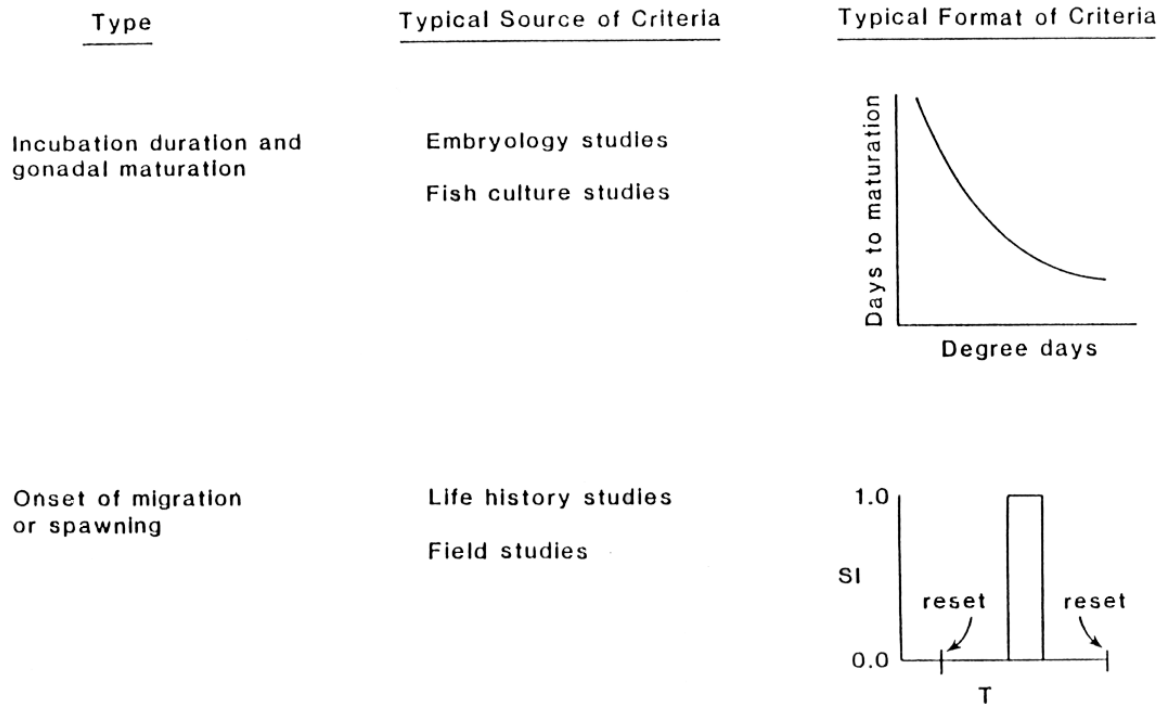 Type
Typical Source of Criteria
Typical Format of Criteria
Incubation duration and
gonadal maturation
Embryology studies
Fish culture studies
Days to maturation
Degree days
Onset of migration
or spawning
Life history studies
Field studies
1.0
SI
reset
reset
0.0
T